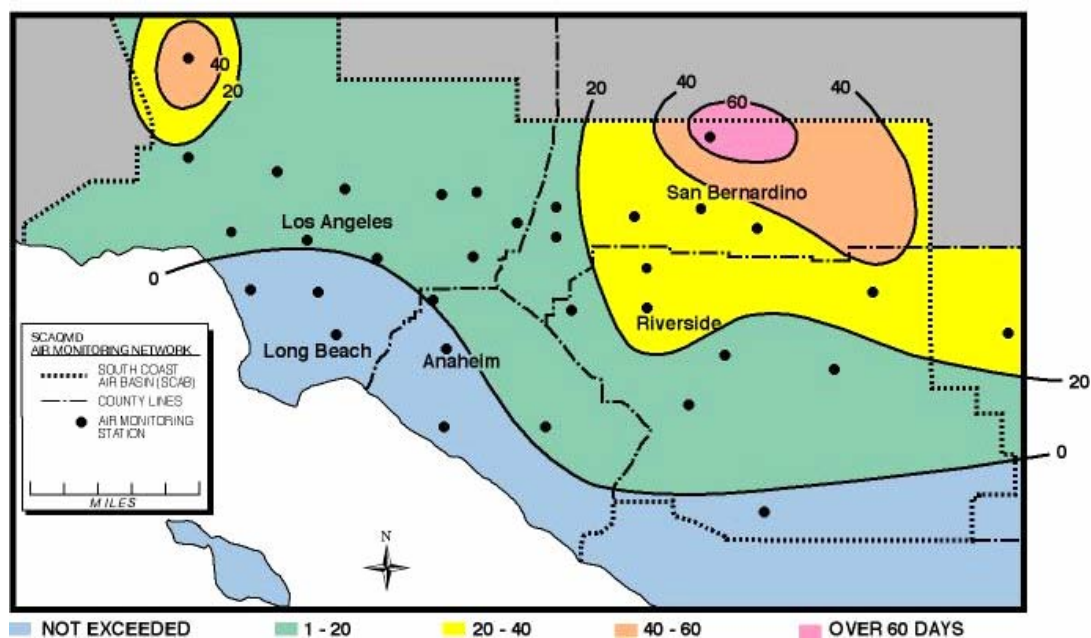 40
20
20
40
60
40
San Bernardino
Los Angeles
0
Riverside
Long Beach
Anaheim
20
0
SCAQMD
AIR MONITORING NETWORK
SOUTH COAST
AIR BASIN (SCAB)
COUNTY LINES
AIR MONITORING
STATION
MILES
N
NOT EXCEEDED
1 - 20
20 - 40
40 - 60
OVER 60 DAYS